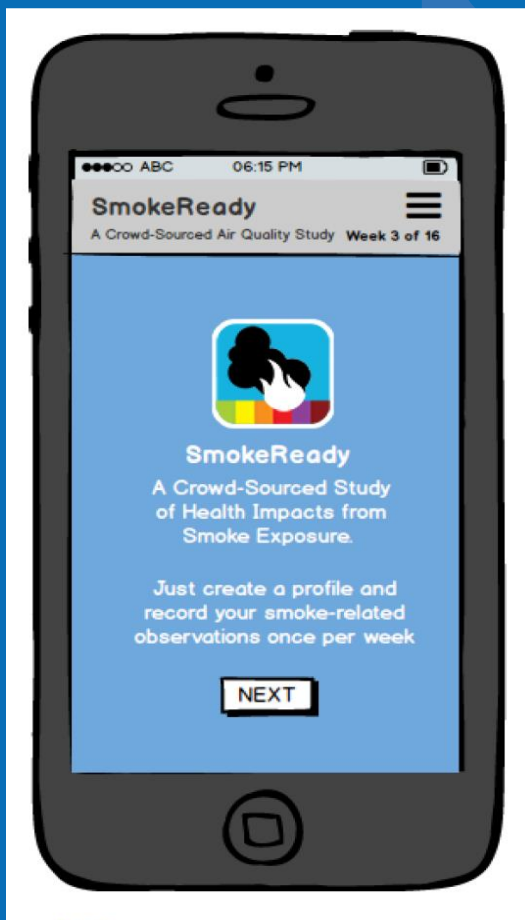 ABC 06:15 PM
SmokeReady
A Crowd-Sourced Air Quality Study Week 3 of 16
SmokeReady
A Crowd-Sourced Study
of Health Impacts from
Smoke Exposure.
Just create a profile and
record your smoke-related
observations once per week
NEXT